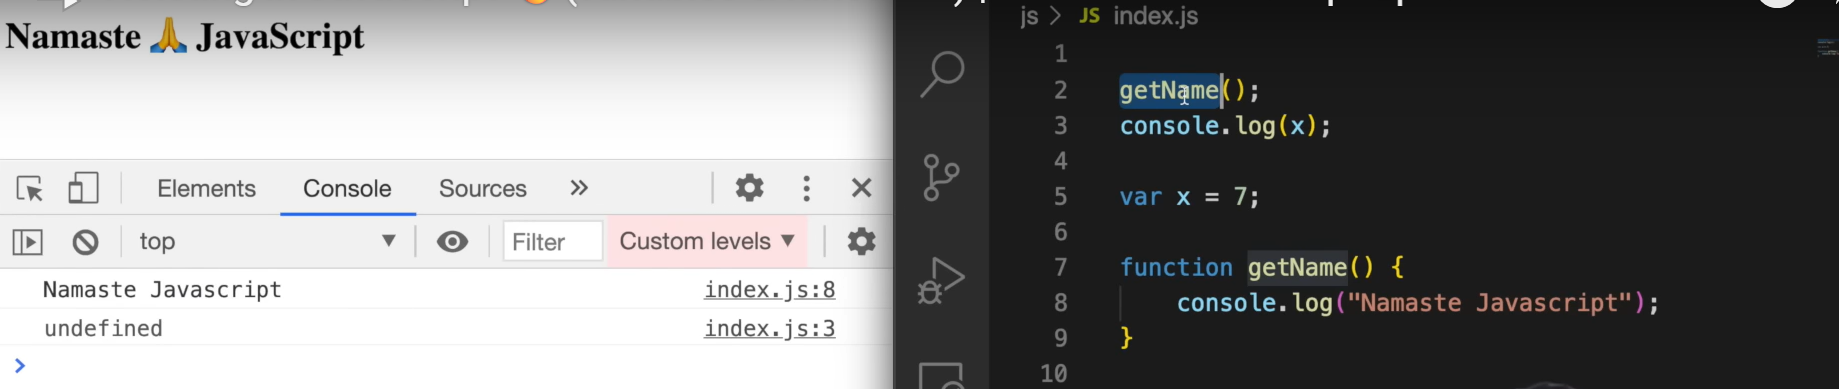 Namaste 🙏 JavaScript
Elements Console Sources »
top ▼ Filter Custom levels ▼
Namaste Javascript index.js:8
undefined index.js:3
>
js > JS index.js
1
2 getName();
3 console.log(x);
4
5 var x = 7;
6
7 function getName() {
8 console.log("Namaste Javascript");
9 }
10